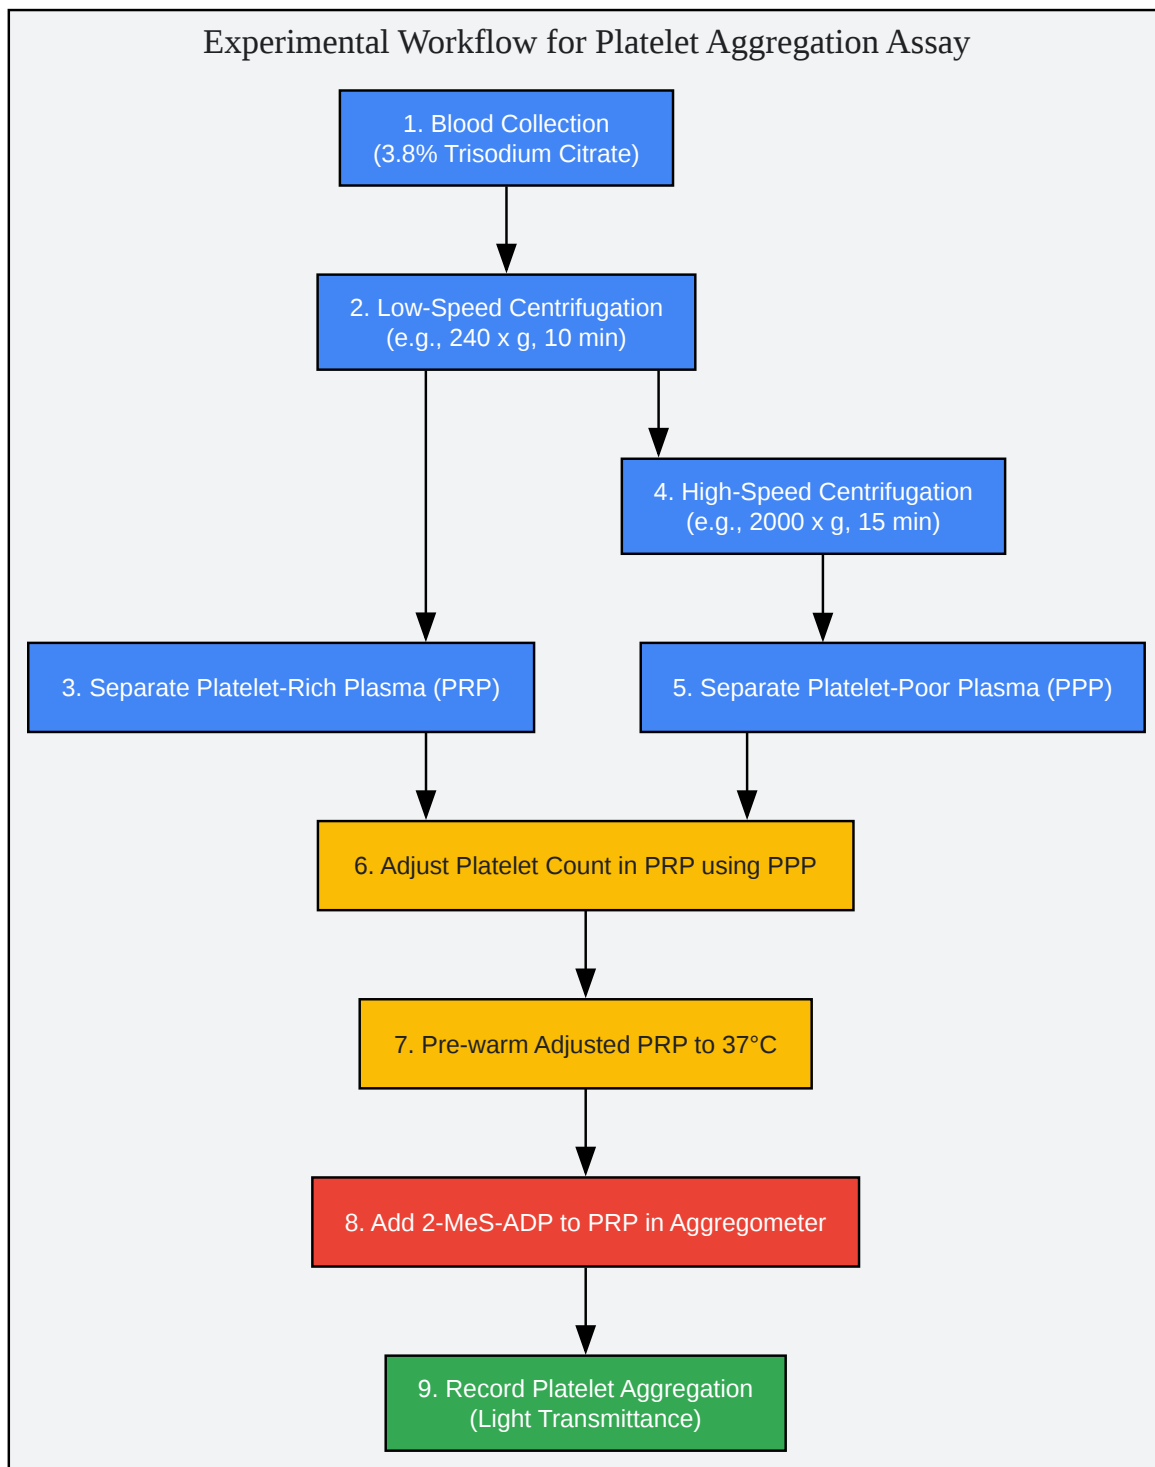 Experimental Workflow for Platelet Aggregation Assay
1. Blood Collection
(3.8% Trisodium Citrate)
2. Low-Speed Centrifugation
(e.g., 240 x g, 10 min)
4. High-Speed Centrifugation
(e.g., 2000 x g, 15 min)
3. Separate Platelet-Rich Plasma (PRP)
5. Separate Platelet-Poor Plasma (PPP)
6. Adjust Platelet Count in PRP using PPP
7. Pre-warm Adjusted PRP to 37°C
8. Add 2-MeS-ADP to PRP in Aggregometer
9. Record Platelet Aggregation
(Light Transmittance)